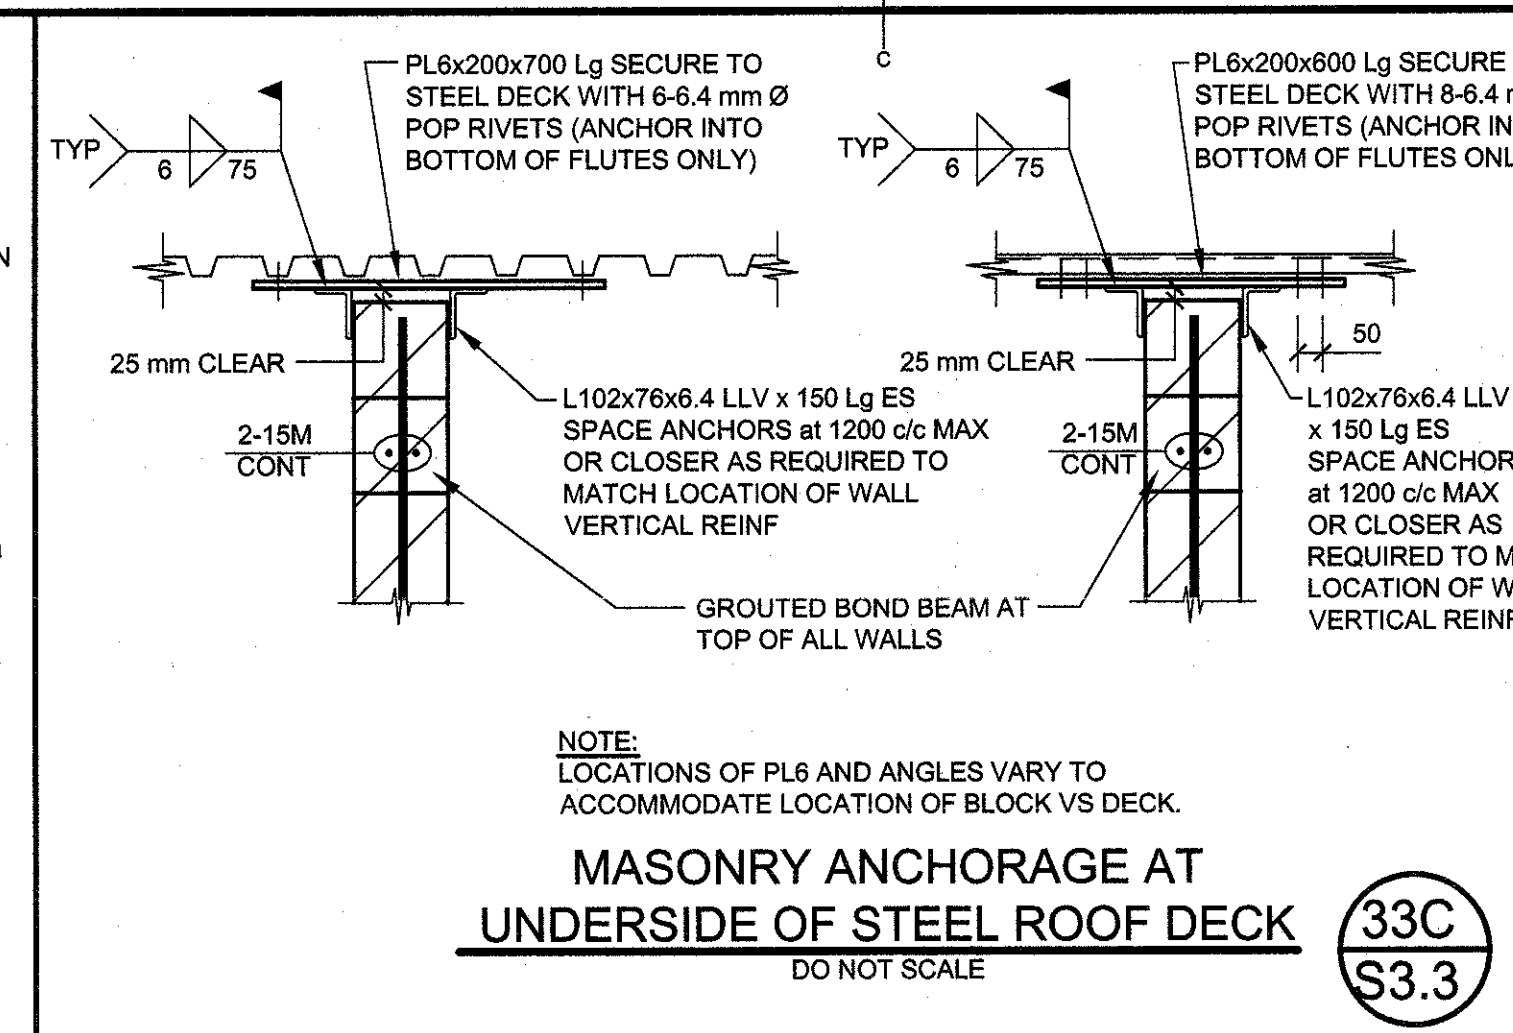 PL6x200x700 Lg SECURE TO
STEEL DECK WITH 6-6.4 mm Ø
POP RIVETS (ANCHOR INTO
BOTTOM OF FLUTES ONLY)
TYP
6
75
25 mm CLEAR
2-15M
CONT
L102x76x6.4 LLV x 150 Lg ES
SPACE ANCHORS at 1200 c/c MAX
OR CLOSER AS REQUIRED TO
MATCH LOCATION OF WALL
VERTICAL REINF
C
PL6x200x600 Lg SECURE
STEEL DECK WITH 8-6.4
POP RIVETS (ANCHOR IN
BOTTOM OF FLUTES ONL
TYP
6
75
25 mm CLEAR
50
2-15M
CONT
L102x76x6.4 LLV
x 150 Lg ES
SPACE ANCHOR
at 1200 c/c MAX
OR CLOSER AS
REQUIRED TO M
LOCATION OF W
VERTICAL REINF
GROUTED BOND BEAM AT
TOP OF ALL WALLS
NOTE:
LOCATIONS OF PL6 AND ANGLES VARY TO
ACCOMMODATE LOCATION OF BLOCK VS DECK.
MASONRY ANCHORAGE AT
UNDERSIDE OF STEEL ROOF DECK
DO NOT SCALE
33C
S3.3
N